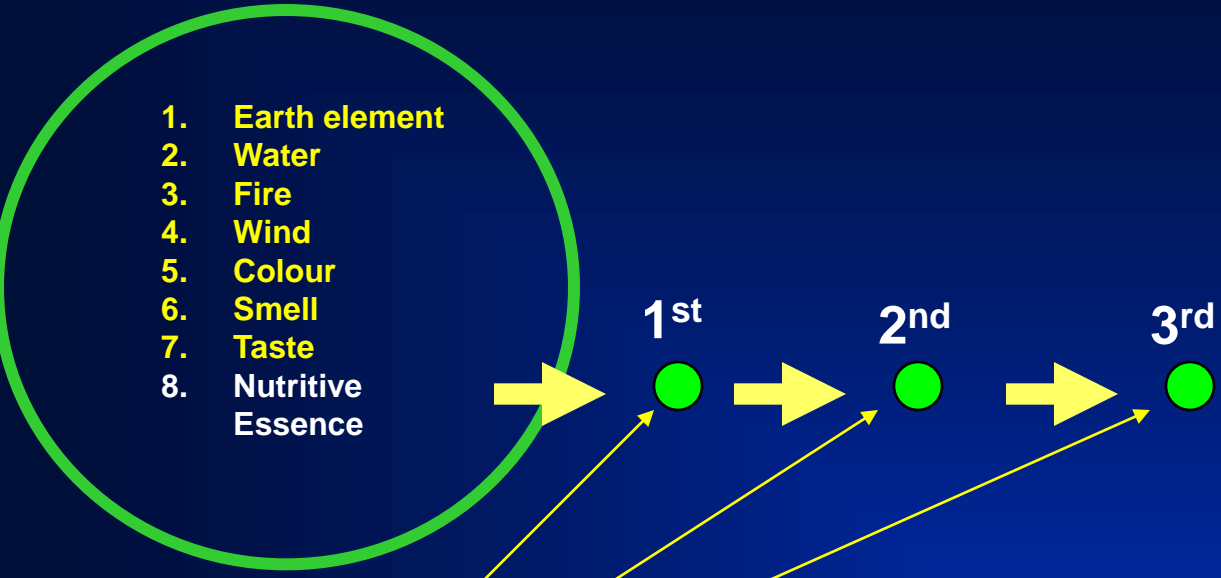 1. Earth element
2. Water
3. Fire
4. Wind
5. Colour
6. Smell
7. Taste
8. Nutritive
Essence
1st
2nd
3rd